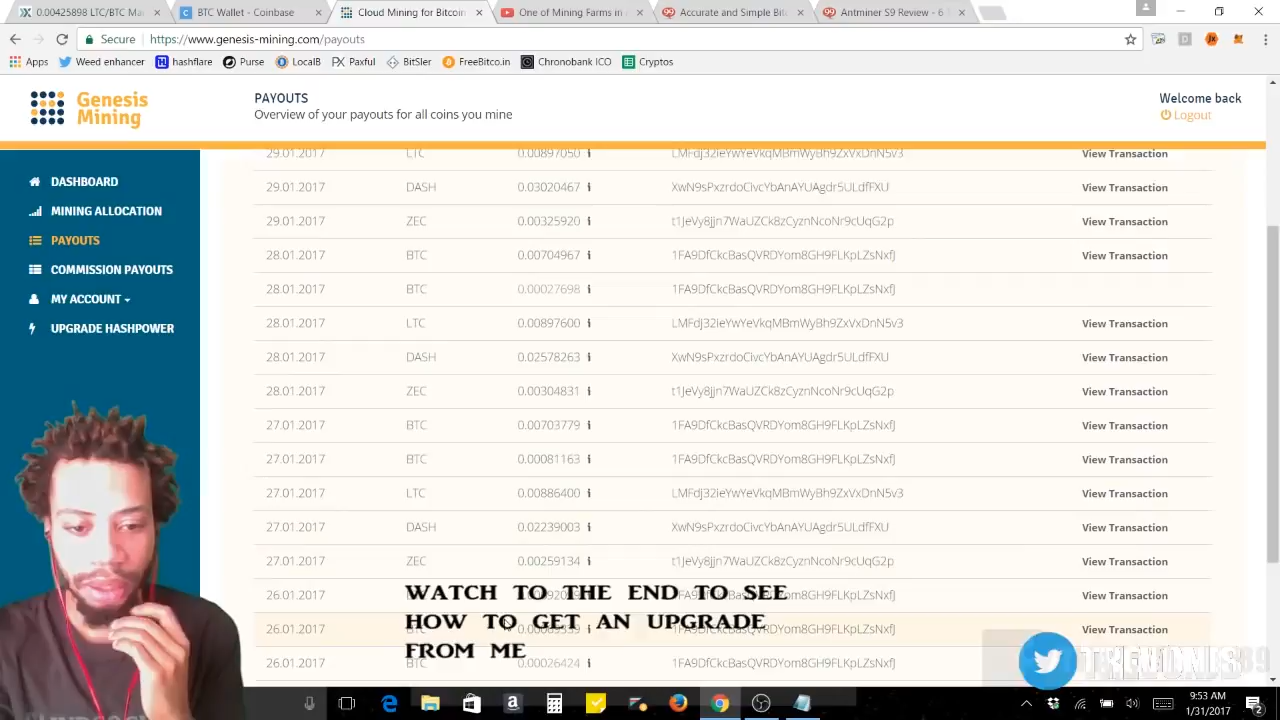 0.00425898 LTC/BTC Ma
BTC Wallet - Coinbase
Cloud Mining for Bitcoin
One of Mining Farms in
Accurate and Simple Bit
Antminer S9 Review - 6
Secure https://www.genesis-mining.com/payouts
Apps Weed enhancer hashflare Purse LocalB Paxful BitSler FreeBitco.in Chronobank ICO Cryptos
Genesis
Mining
PAYOUTS
Overview of your payouts for all coins you mine
Welcome back
Logout
DASHBOARD
MINING ALLOCATION
PAYOUTS
COMMISSION PAYOUTS
MY ACCOUNT
UPGRADE HASHPOWER
29.01.2017 LTC 0.00897050 LMFdJ32ieYwYeVkqMBmWyBh9ZxVxDnN5v3 View Transaction
29.01.2017 DASH 0.03020467 XwN9sPxzrdoCivcYbAnAYUAgdr5ULdfFXU View Transaction
29.01.2017 ZEC 0.00325920 t1JeVy8jjn7WaUZCk8zCyznNcoNr9cUqG2p View Transaction
28.01.2017 BTC 0.00704967 1FA9DfCkcBasQVRDYom8GH9FLKpLZsNxfJ View Transaction
28.01.2017 BTC 0.00027698 1FA9DfCkcBasQVRDYom8GH9FLKpLZsNxfJ
28.01.2017 LTC 0.00897600 LMFdJ32ieYwYeVkqMBmWyBh9ZxVxDnN5v3 View Transaction
28.01.2017 DASH 0.02578263 XwN9sPxzrdoCivcYbAnAYUAgdr5ULdfFXU View Transaction
28.01.2017 ZEC 0.00304831 t1JeVy8jjn7WaUZCk8zCyznNcoNr9cUqG2p View Transaction
27.01.2017 BTC 0.00703779 1FA9DfCkcBasQVRDYom8GH9FLKpLZsNxfJ View Transaction
27.01.2017 BTC 0.00081163 1FA9DfCkcBasQVRDYom8GH9FLKpLZsNxfJ View Transaction
27.01.2017 LTC 0.00886400 LMFdJ32ieYwYeVkqMBmWyBh9ZxVxDnN5v3 View Transaction
27.01.2017 DASH 0.02239003 XwN9sPxzrdoCivcYbAnAYUAgdr5ULdfFXU View Transaction
27.01.2017 ZEC 0.00259134 t1JeVy8jjn7WaUZCk8zCyznNcoNr9cUqG2p View Transaction
26.01.2017 1FA9DfCkcBasQVRDYom8GH9FLKpLZsNxfJ View Transaction
26.01.2017 BTC 1FA9DfCkcBasQVRDYom8GH9FLKpLZsNxfJ View Transaction
26.01.2017 BTC 0.00026424 1FA9DfCkcBasQVRDYom8GH9FLKpLZsNxfJ
WATCH TO THE END TO SEE
HOW TO GET AN UPGRADE
FROM ME
9:53 AM
1/31/2017